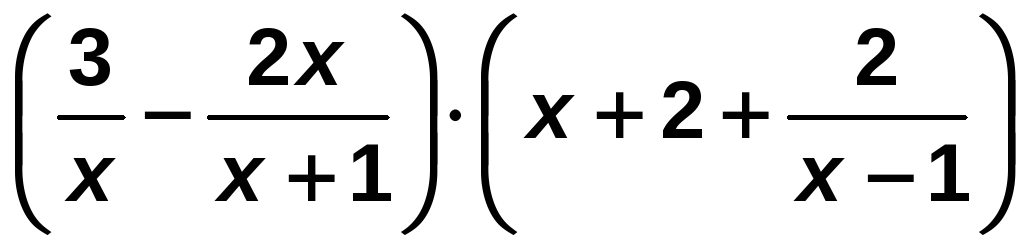 (3/x − 2x/(x + 1)) · (x + 2 + 2/(x − 1))